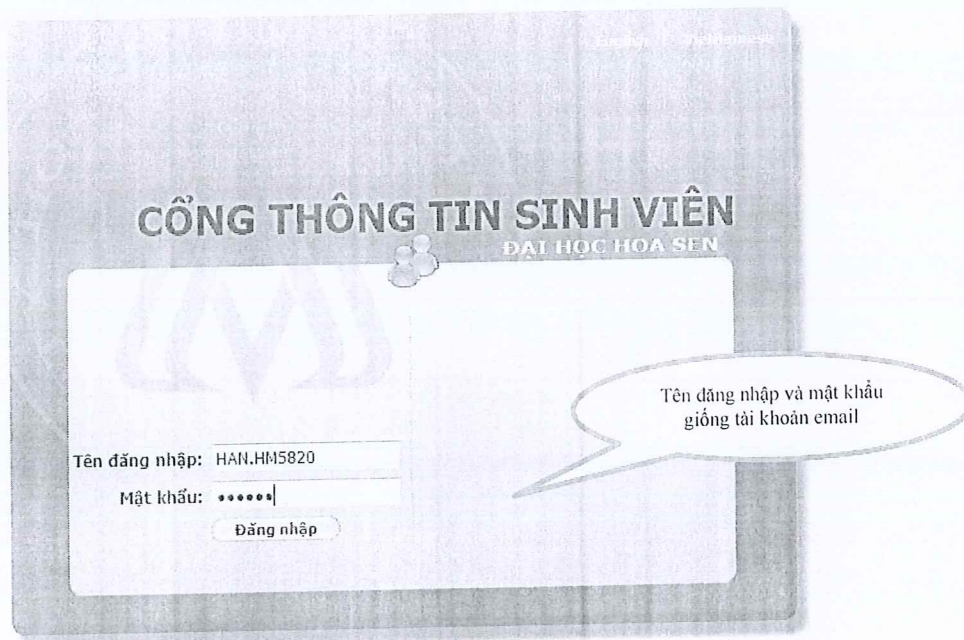 CỔNG THÔNG TIN SINH VIÊN
ĐẠI HỌC HOA SEN
Tên đăng nhập và mật khẩu
giống tài khoản email
Tên đăng nhập: HAN.HM5820
Mật khẩu: ••••••
Đăng nhập